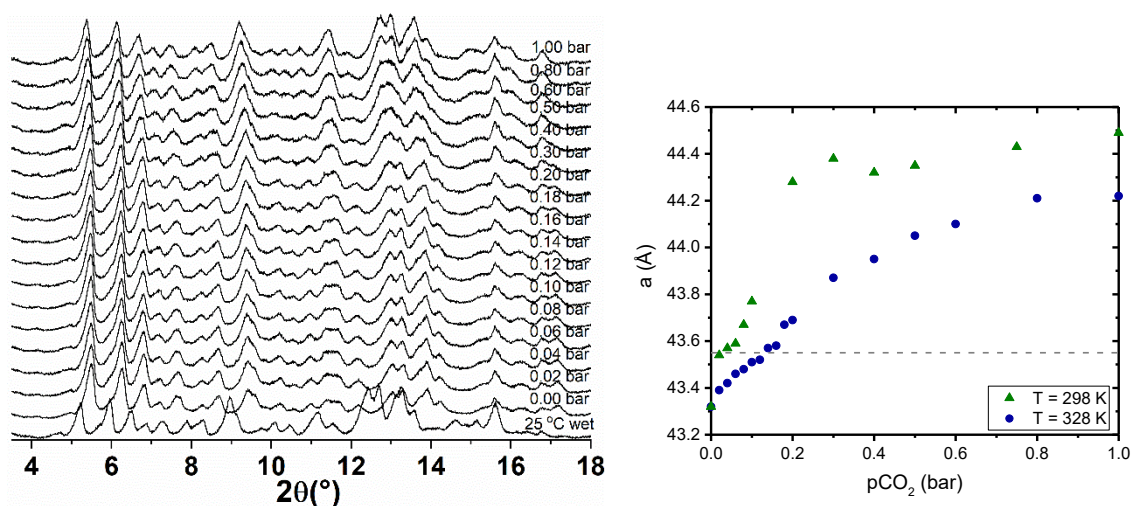 1.00 bar
0.80 bar
0.60 bar
0.50 bar
0.40 bar
0.30 bar
0.20 bar
0.18 bar
0.16 bar
0.14 bar
0.12 bar
0.10 bar
0.08 bar
0.06 bar
0.04 bar
0.02 bar
0.00 bar
25 °C wet
4 6 8 10 12 14 16 18
2θ(°)
44.6
44.4
44.2
44.0
43.8
43.6
43.4
43.2
a (Å)
T = 298 K
T = 328 K
0.0 0.2 0.4 0.6 0.8 1.0
pCO₂ (bar)